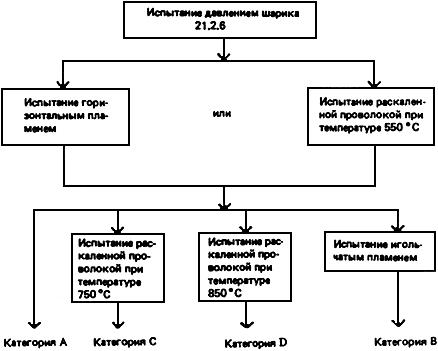 Испытание давлением шарика
21.2.6
Испытание гори-
зонтальным пла-
менем
или
Испытание раскален-
ной проволокой при
температуре 550 °С
Испытание рас-
каленной про-
волокой при
температуре
750 °С
Испытание рас-
каленной про-
волокой при
температуре
850 °С
Испытание иголь-
чатым пламенем
Категория А
Категория С
Категория D
Категория В